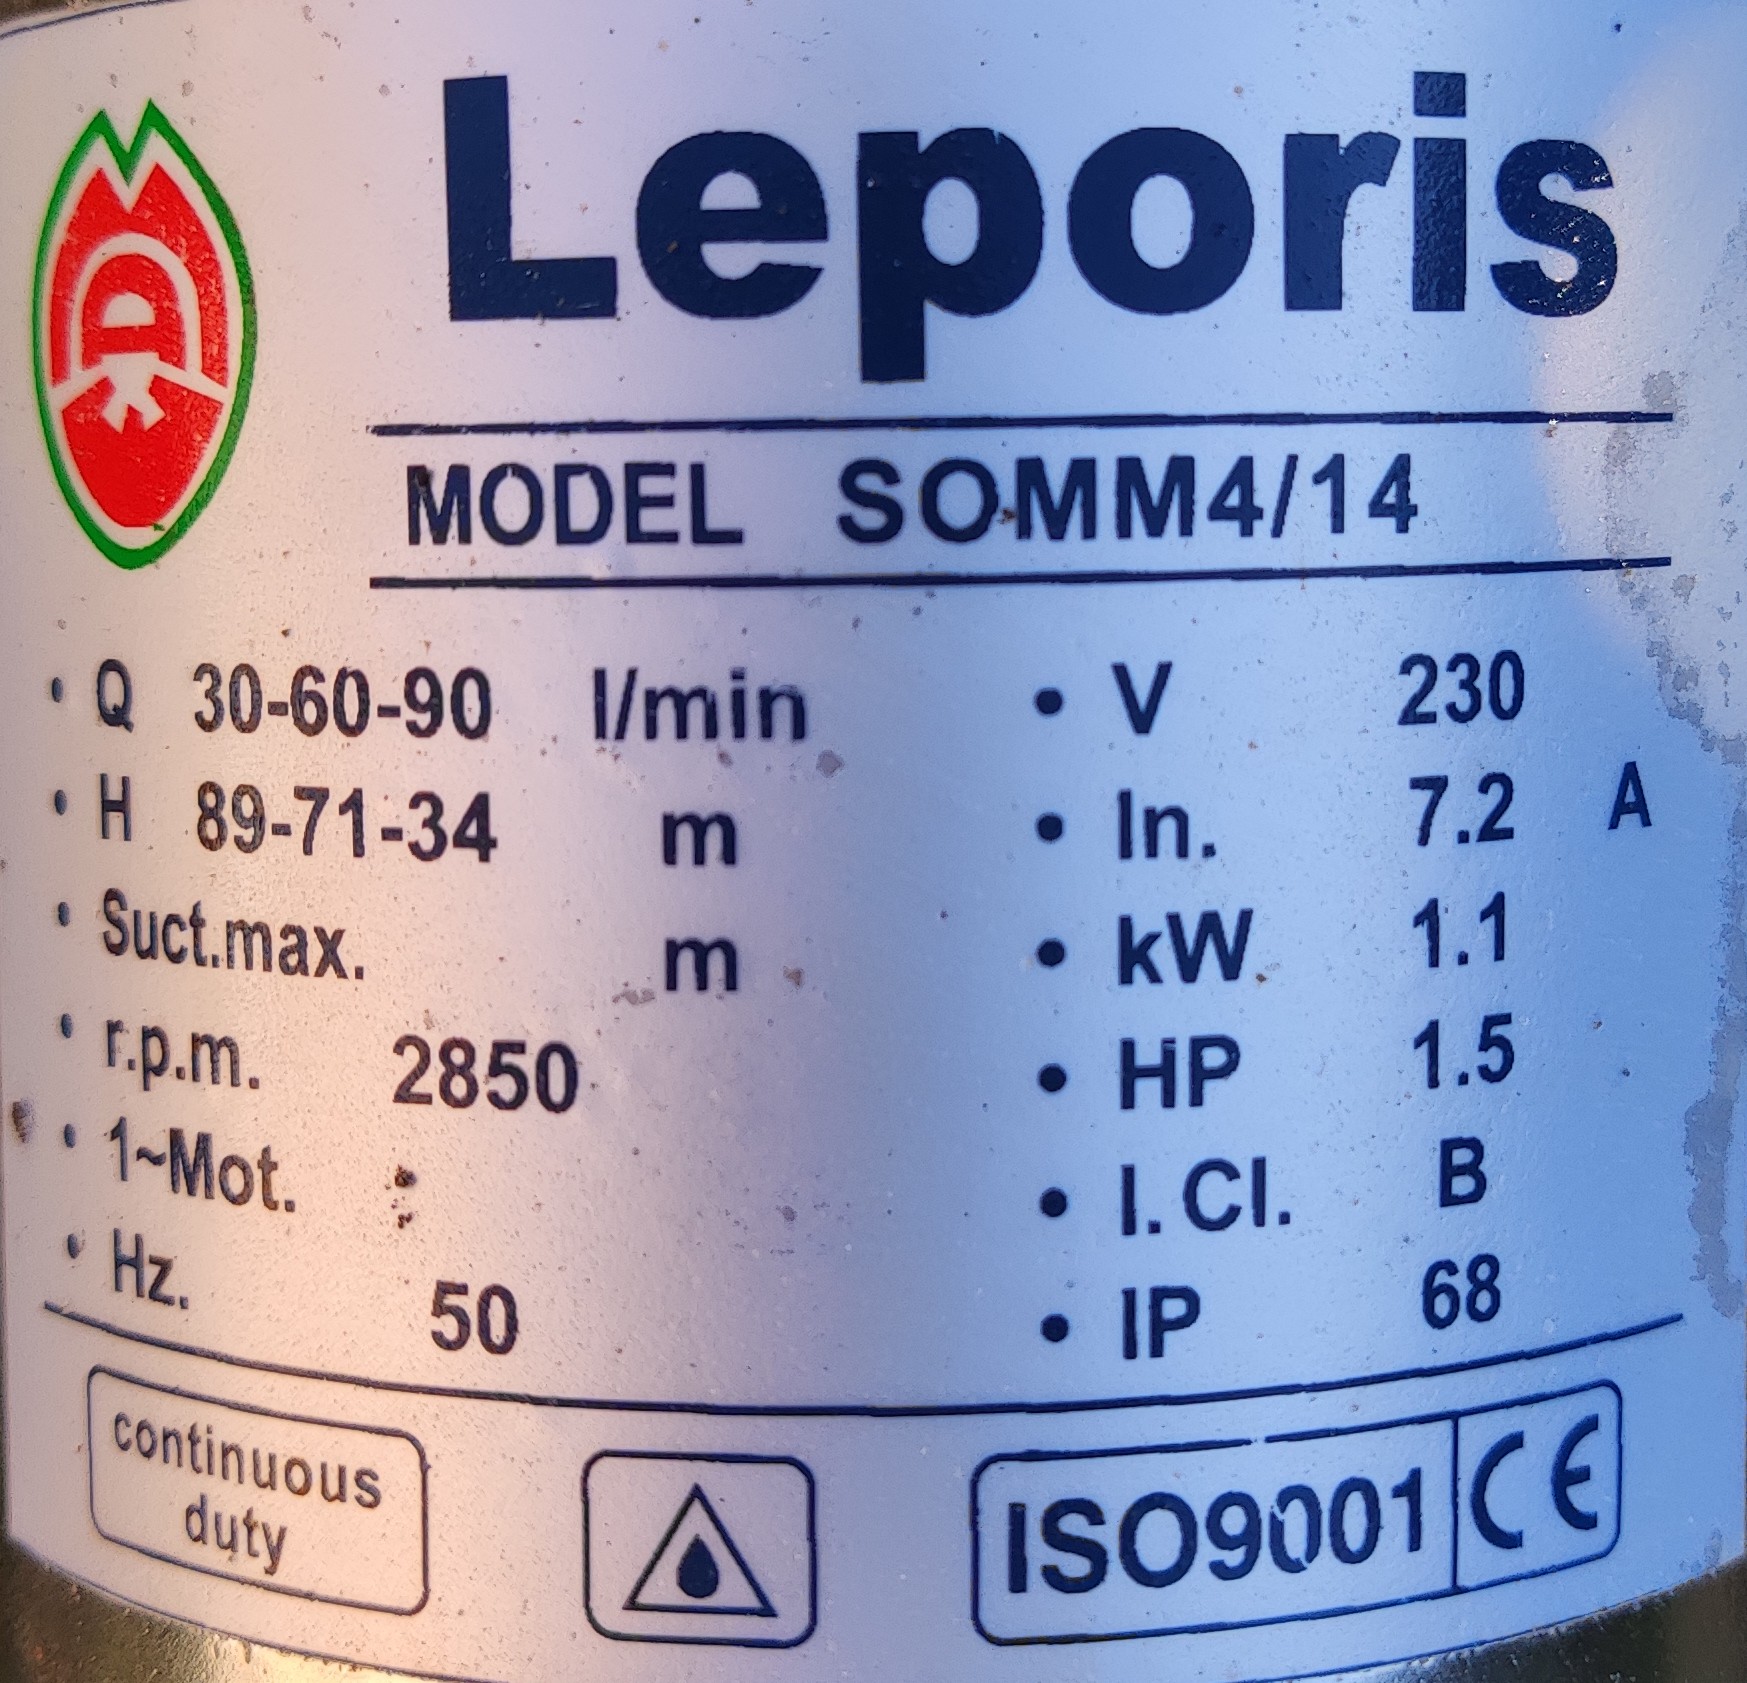 Leporis
MODEL SOMM4/14
• Q 30-60-90 l/min
• H 89-71-34 m
• Suct.max. m
• r.p.m. 2850
• 1~Mot.
• Hz. 50
• V 230
• In. 7.2 A
• kW 1.1
• HP 1.5
• I.Cl. B
• IP 68
continuous
duty
ISO9001 CE